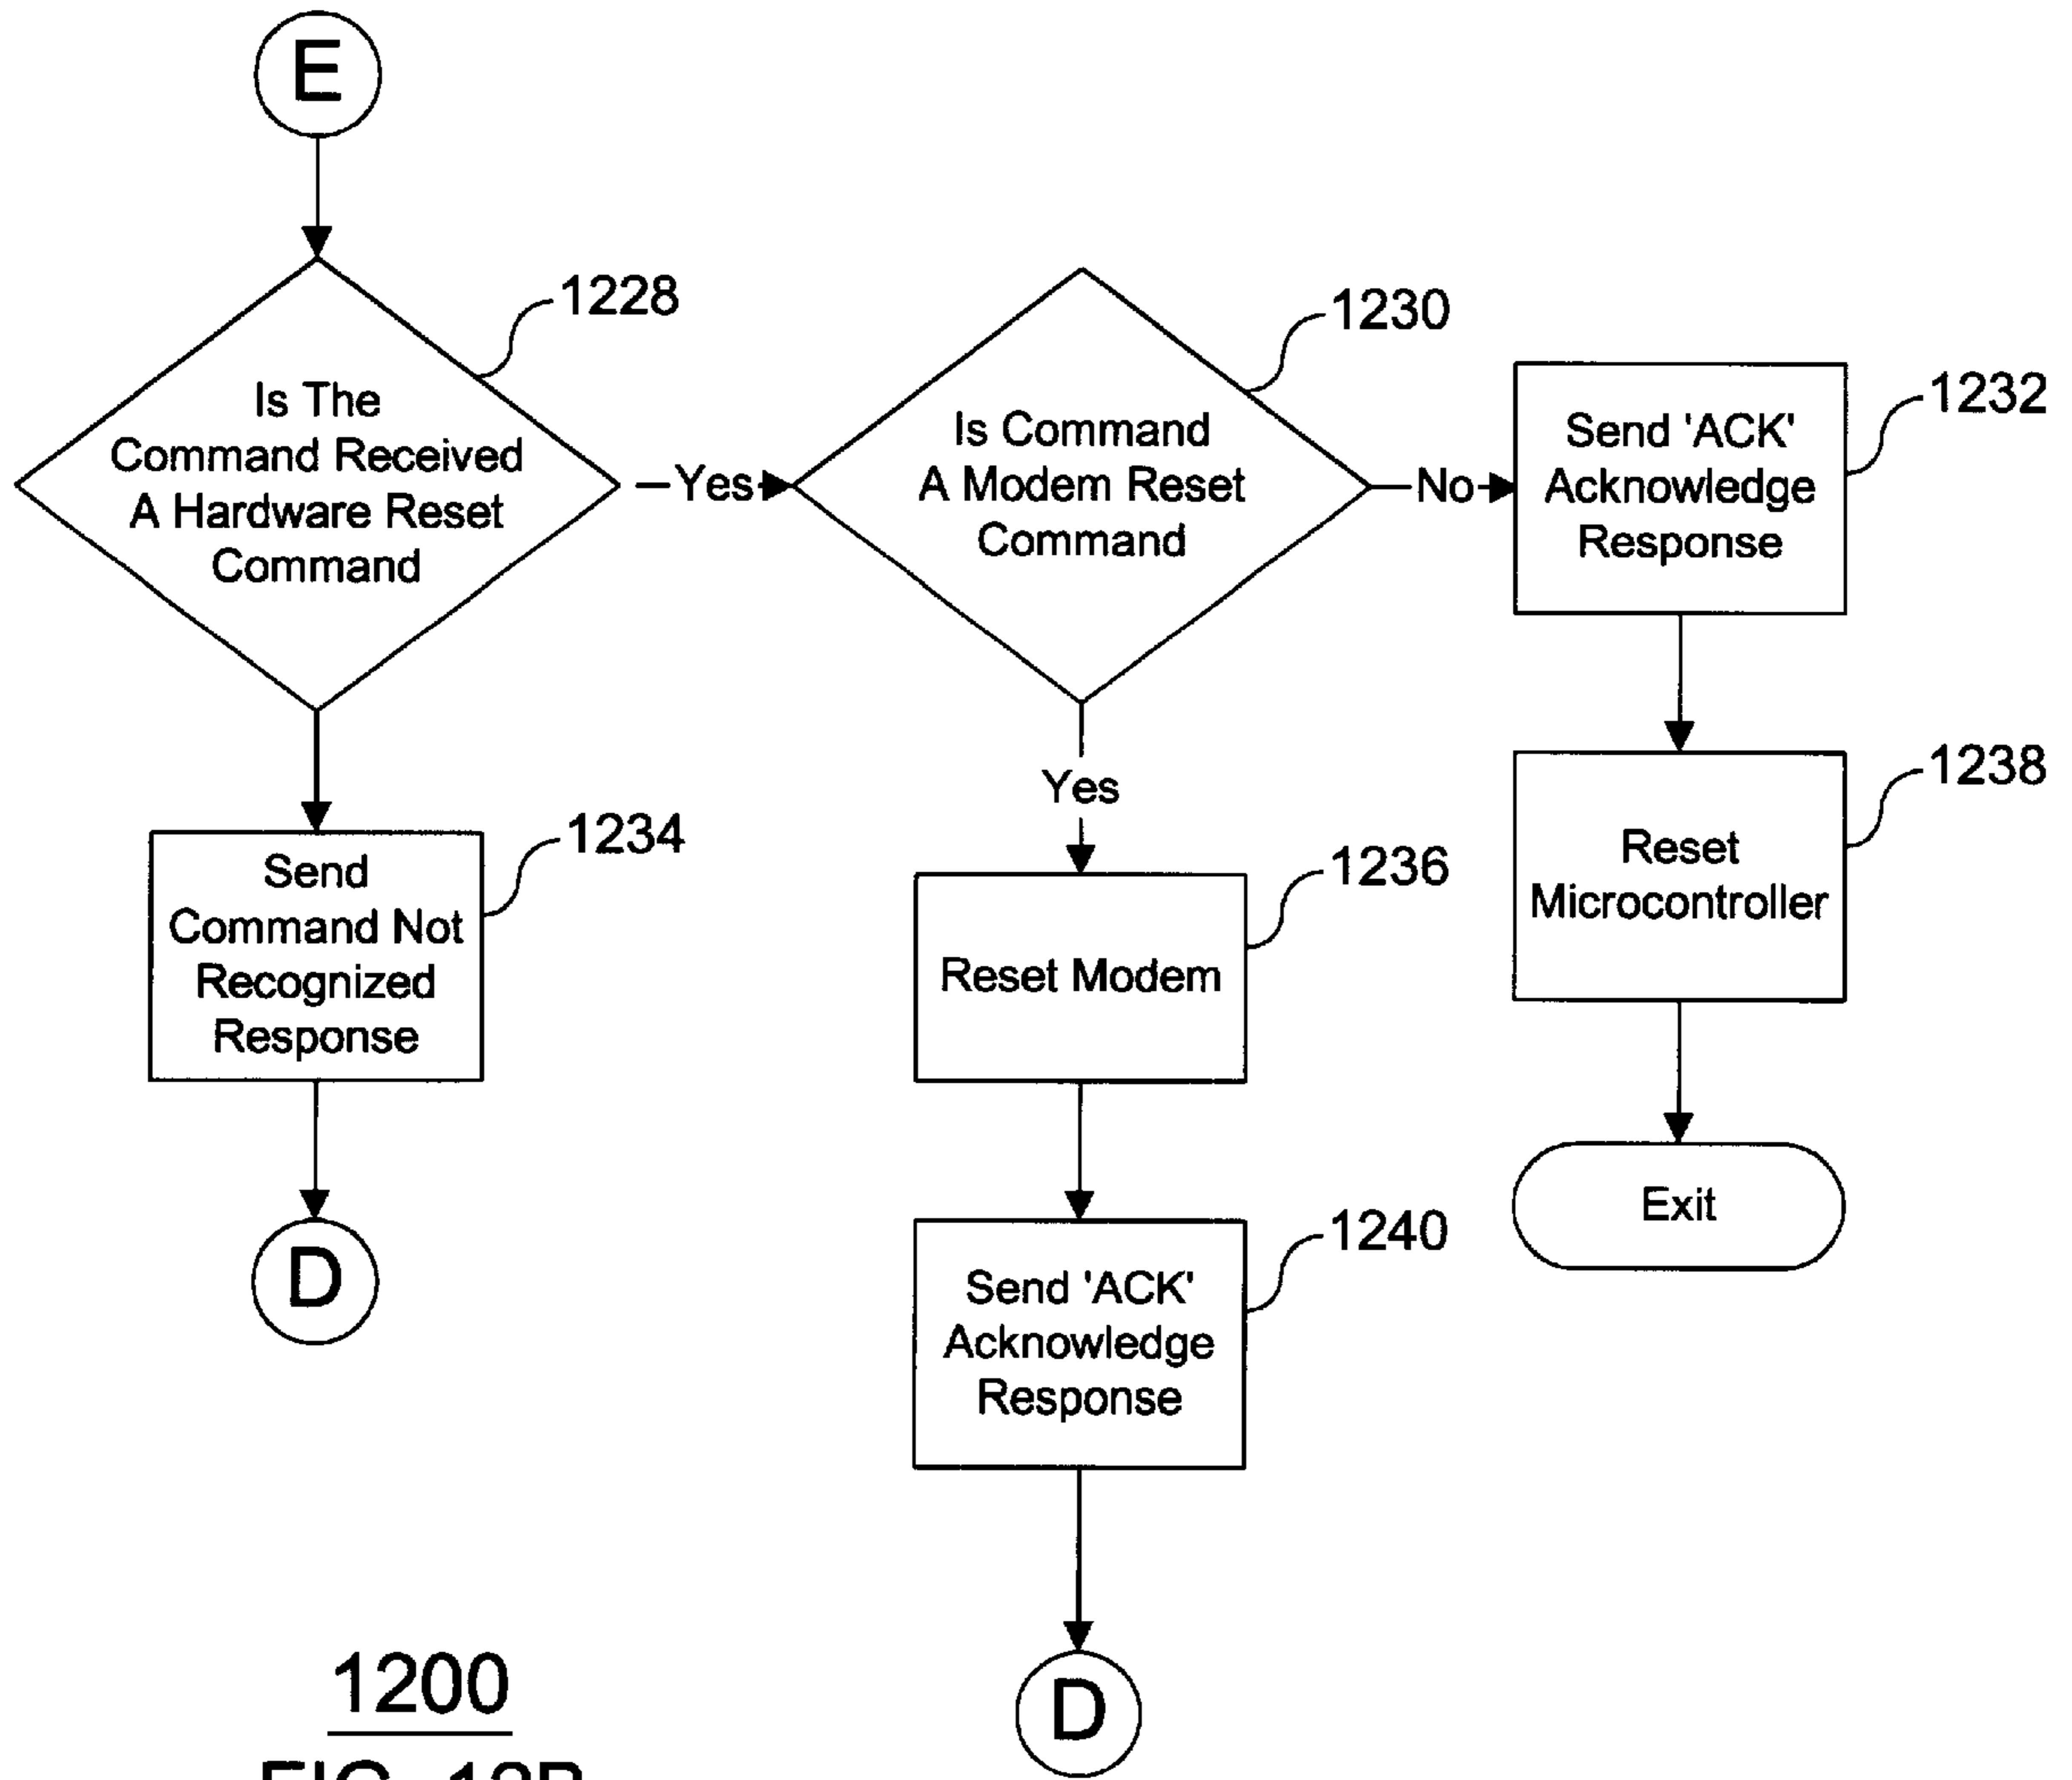 E
1228
Is The
Command Received
A Hardware Reset
Command
Yes
1230
Is Command
A Modem Reset
Command
No
1232
Send 'ACK'
Acknowledge
Response
1234
Send
Command Not
Recognized
Response
D
Yes
1236
Reset Modem
1238
Reset
Microcontroller
Exit
1240
Send 'ACK'
Acknowledge
Response
D
1200